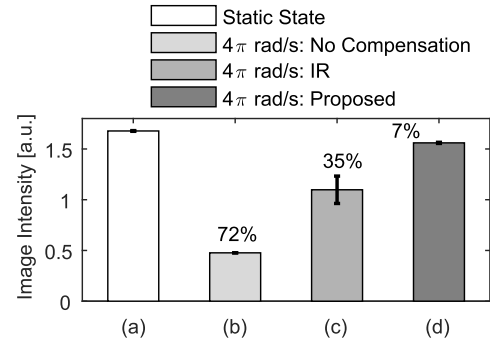 Static State
4π rad/s: No Compensation
4π rad/s: IR
4π rad/s: Proposed
Image Intensity [a.u.]
1.5
1
0.5
0
72%
35%
7%
(a) (b) (c) (d)